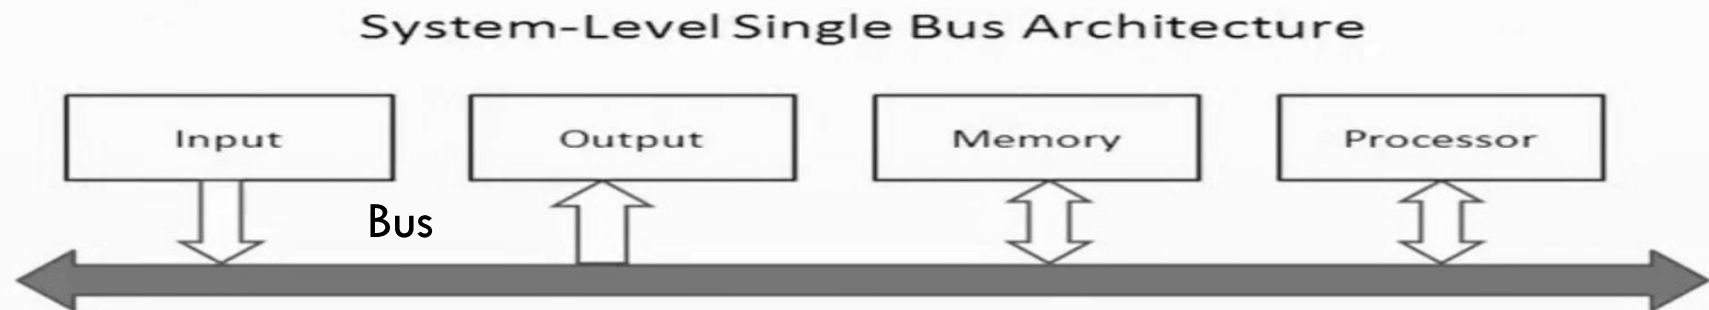 System-Level Single Bus Architecture
Input
Output
Memory
Processor
Bus